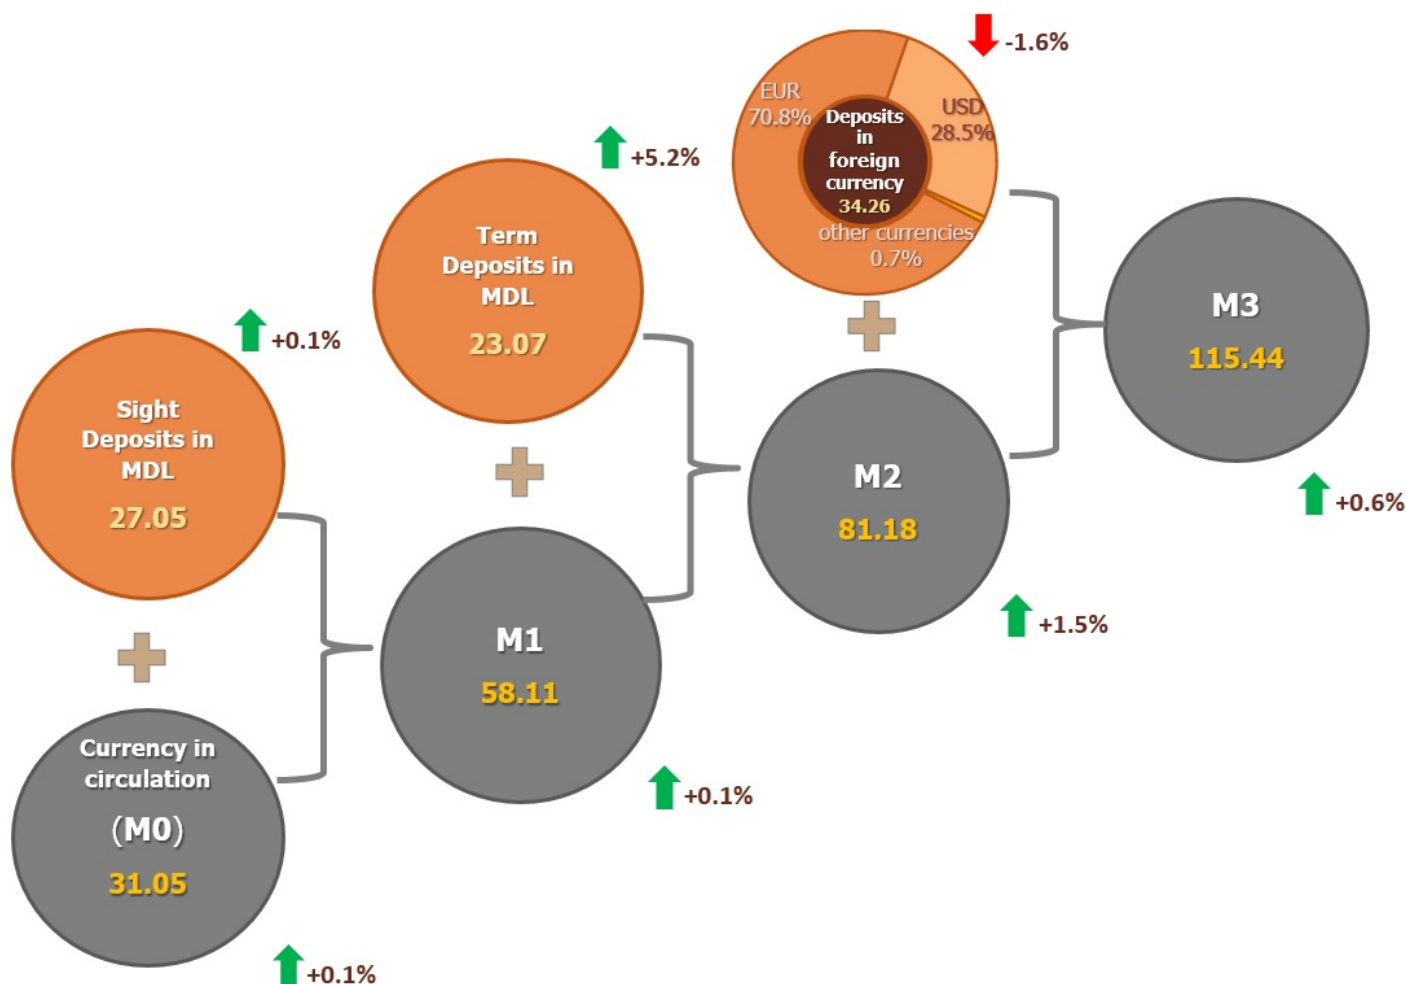 Sight
Deposits in
MDL
27.05
+0.1%
Currency in
circulation
(M0)
31.05
+0.1%
Term
Deposits in
MDL
23.07
+5.2%
M1
58.11
+0.1%
EUR
70.8%
USD
28.5%
Deposits
in
foreign
currency
34.26
other currencies
0.7%
-1.6%
M2
81.18
+1.5%
M3
115.44
+0.6%